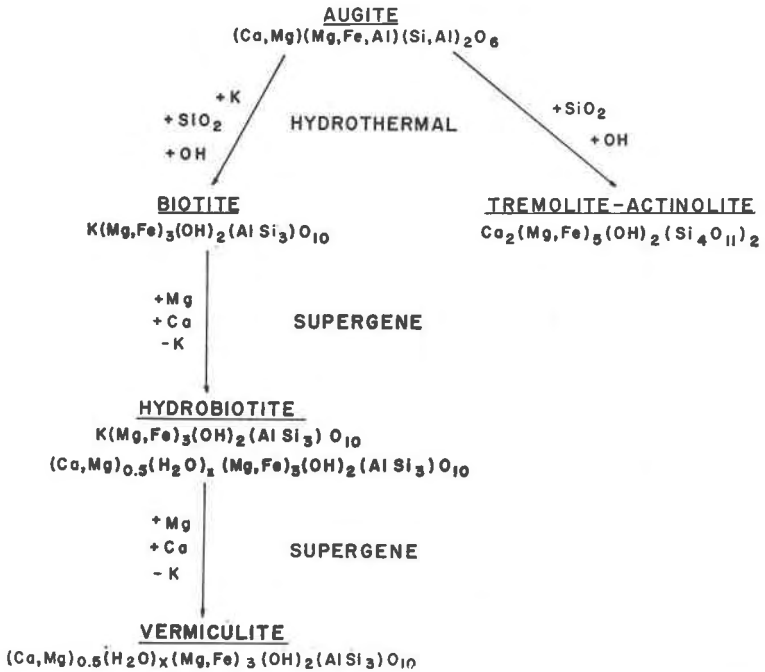 AUGITE
(Ca,Mg)(Mg,Fe,Al)(Si,Al)₂O₆
+K
+SiO₂
+OH
HYDROTHERMAL
+SiO₂
+OH
BIOTITE
K(Mg,Fe)₃(OH)₂(AlSi₃)O₁₀
TREMOLITE-ACTINOLITE
Ca₂(Mg,Fe)₅(OH)₂(Si₄O₁₁)₂
+Mg
+Ca
-K
SUPERGENE
HYDROBIOTITE
K(Mg,Fe)₃(OH)₂(AlSi₃)O₁₀
(Ca,Mg)₀.₅(H₂O)ₓ(Mg,Fe)₃(OH)₂(AlSi₃)O₁₀
+Mg
+Ca
-K
SUPERGENE
VERMICULITE
(Ca,Mg)₀.₅(H₂O)ₓ(Mg,Fe)₃(OH)₂(AlSi₃)O₁₀